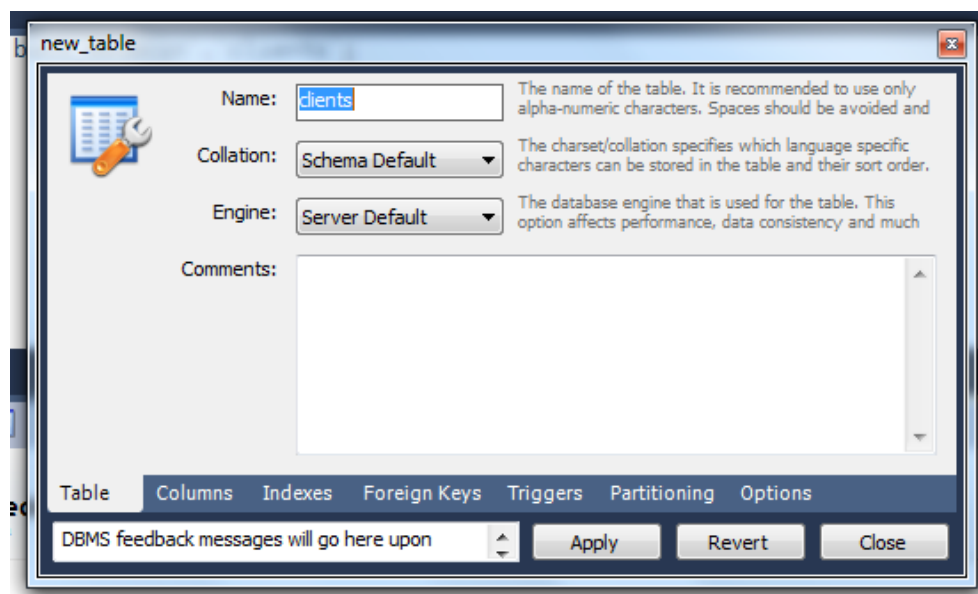 new_table
Name:
clients
The name of the table. It is recommended to use only
alpha-numeric characters. Spaces should be avoided and
Collation:
Schema Default
The charset/collation specifies which language specific
characters can be stored in the table and their sort order.
Engine:
Server Default
The database engine that is used for the table. This
option affects performance, data consistency and much
Comments:
Table Columns Indexes Foreign Keys Triggers Partitioning Options
DBMS feedback messages will go here upon
Apply Revert Close